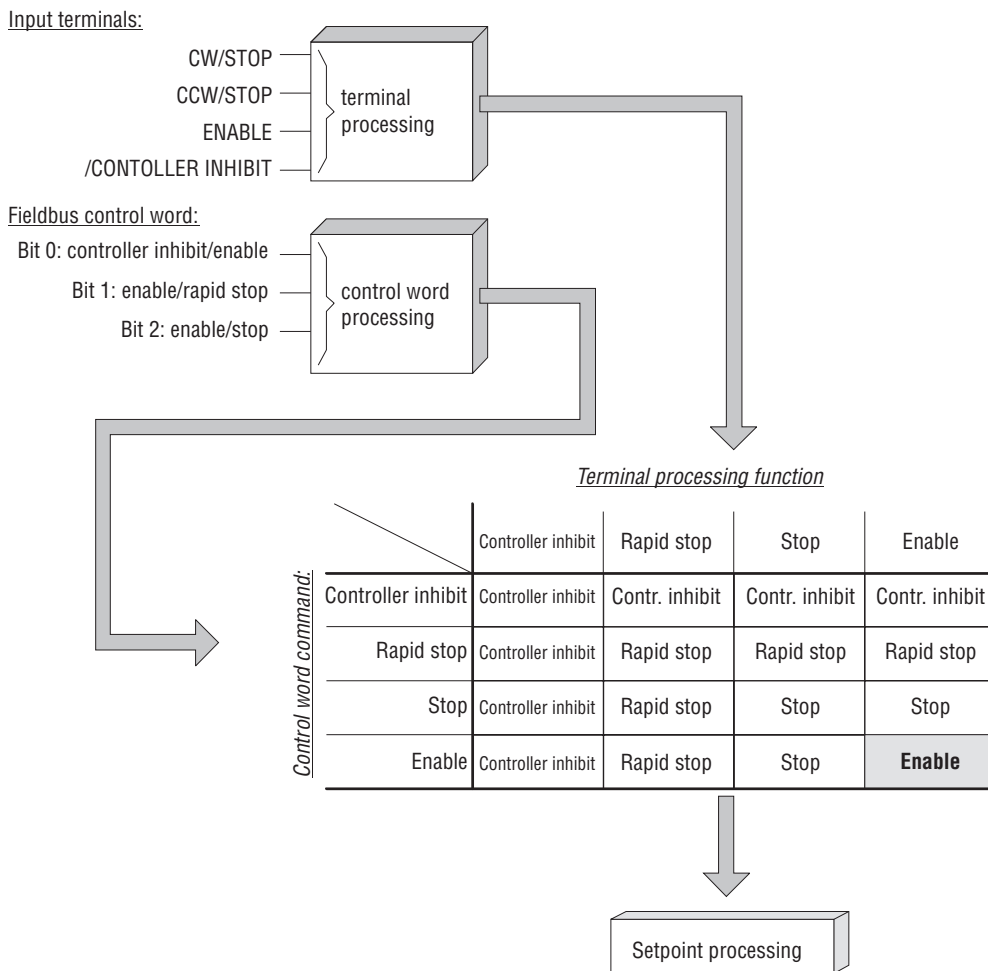 Input terminals:
CW/STOP
CCW/STOP
ENABLE
/CONTOLLER INHIBIT
terminal
processing
Fieldbus control word:
Bit 0: controller inhibit/enable
Bit 1: enable/rapid stop
Bit 2: enable/stop
control word
processing
Terminal processing function
Controller inhibit Rapid stop Stop Enable
Control word command:
Controller inhibit Controller inhibit Contr. inhibit Contr. inhibit Contr. inhibit
Rapid stop Controller inhibit Rapid stop Rapid stop Rapid stop
Stop Controller inhibit Rapid stop Stop Stop
Enable Controller inhibit Rapid stop Stop Enable
Setpoint processing